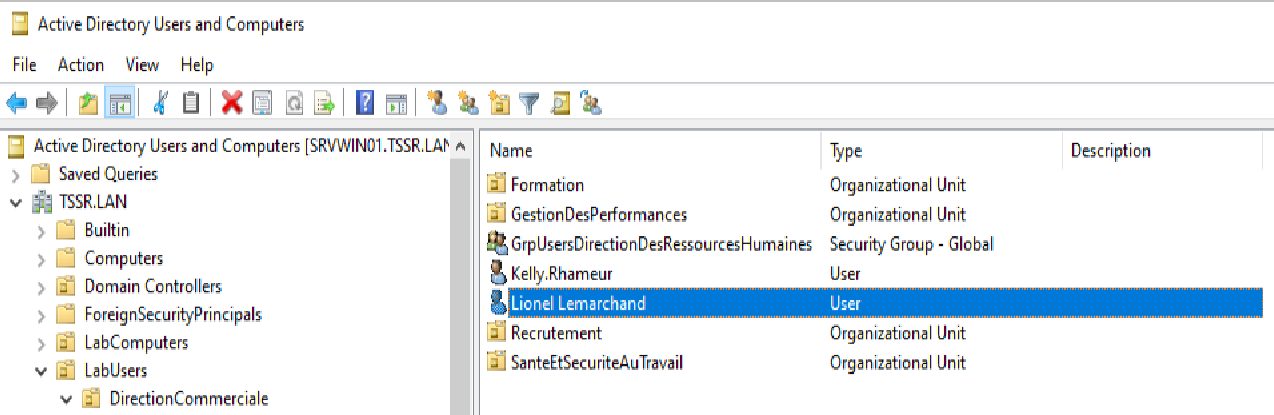 Active Directory Users and Computers
File Action View Help
Active Directory Users and Computers [SRVWIN01.TSSR.LAN
Saved Queries
TSSR.LAN
Builtin
Computers
Domain Controllers
ForeignSecurityPrincipals
LabComputers
LabUsers
DirectionCommerciale
Name Type Description
Formation Organizational Unit
GestionDesPerformances Organizational Unit
GrpUsersDirectionDesRessourcesHumaines Security Group - Global
Kelly.Rhameur User
Lionel Lemarchand User
Recrutement Organizational Unit
SanteEtSecuriteAuTravail Organizational Unit